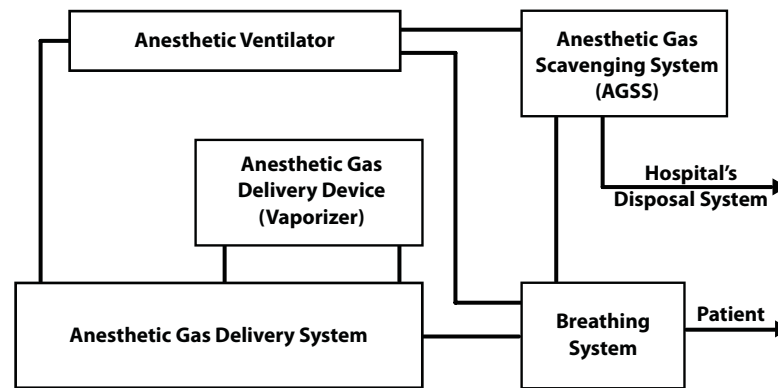 Anesthetic Ventilator
Anesthetic Gas
Scavenging System
(AGSS)
Anesthetic Gas
Delivery Device
(Vaporizer)
Hospital's
Disposal System
Anesthetic Gas Delivery System
Breathing
System
Patient